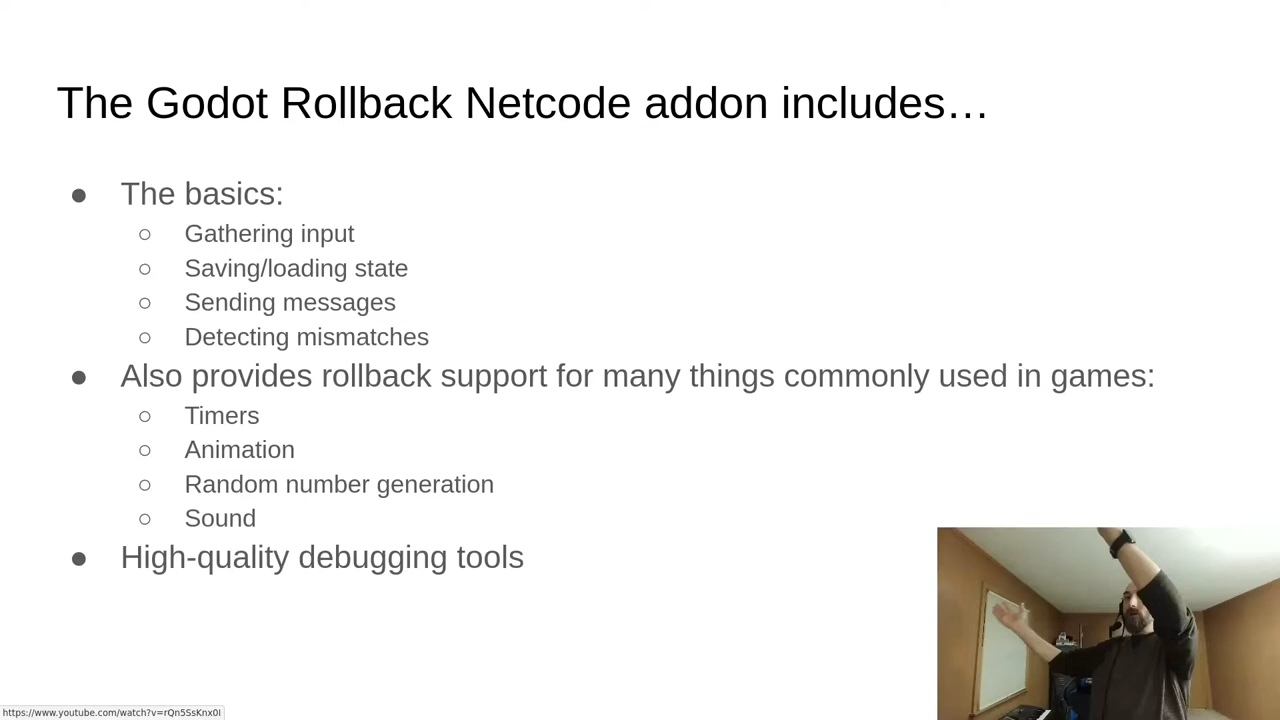 The Godot Rollback Netcode addon includes…
● The basics:
○ Gathering input
○ Saving/loading state
○ Sending messages
○ Detecting mismatches
● Also provides rollback support for many things commonly used in games:
○ Timers
○ Animation
○ Random number generation
○ Sound
● High-quality debugging tools
https://www.youtube.com/watch?v=rQn5SsKnx0I